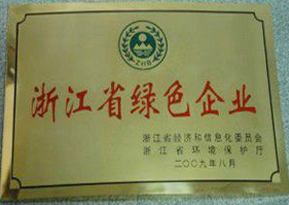 ZHB
浙江省绿色企业
浙江省经济和信息化委员会
浙江省环境保护厅
二〇〇九年八月